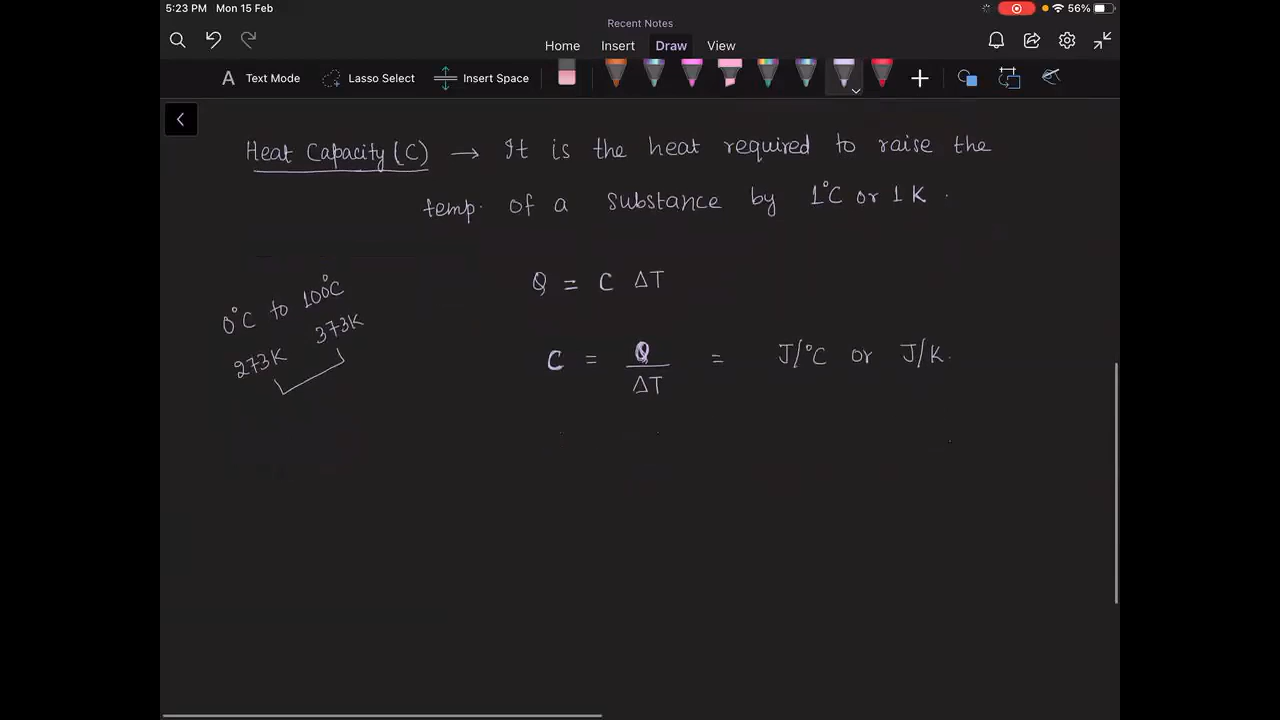 5:23 PM Mon 15 Feb
56%
Recent Notes
Home Insert Draw View
Text Mode Lasso Select Insert Space
Heat Capacity (C) → It is the heat required to raise the
temp. of a substance by 1°C or 1 K.
Q = C ΔT
0°C to 100°C
273K 373K
C = Q/ΔT = J/°C or J/K.